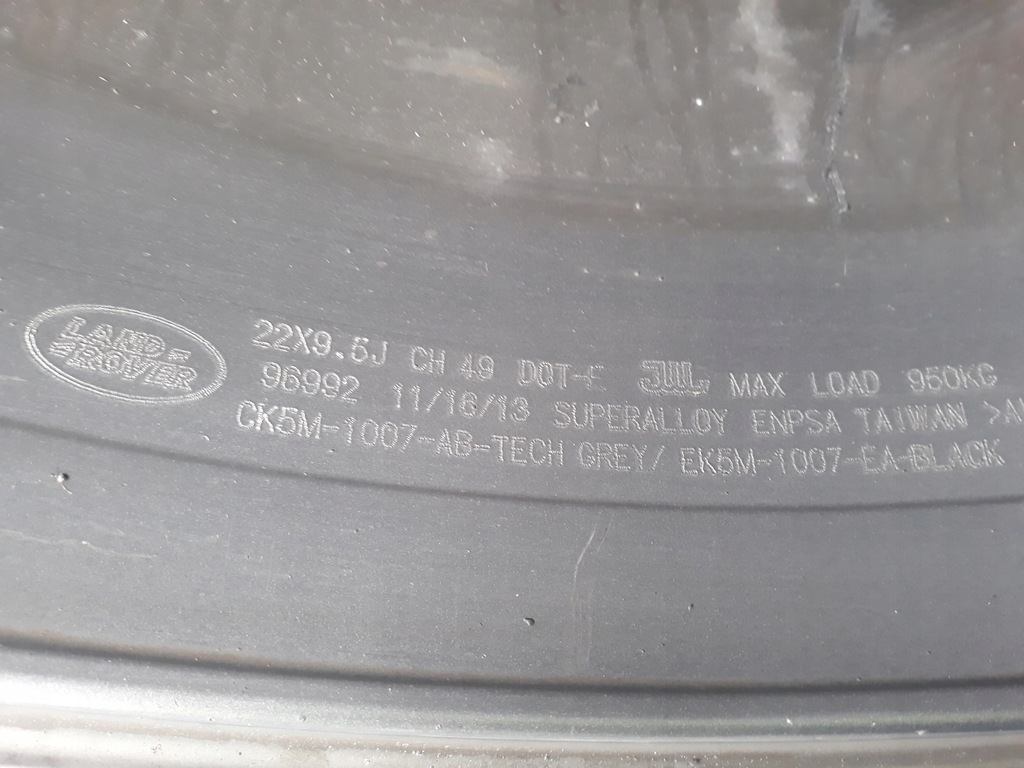 LAND-
-ROVER
22X9.5J CH 49 DOT-F JWL MAX LOAD 950KG
96992 11/16/13 SUPERALLOY ENPSA TAIWAN
CK5M-1007-AB-TECH GREY/ EK5M-1007-EA-BLACK